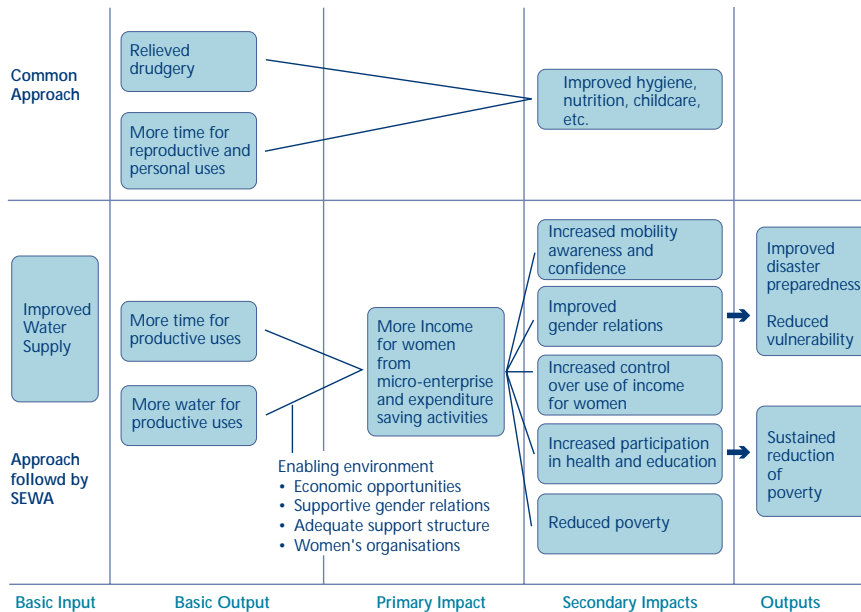 Common
Approach
Relieved
drudgery
More time for
reproductive and
personal uses
Improved hygiene,
nutrition, childcare,
etc.
Improved
Water
Supply
Approach
followd by
SEWA
More time for
productive uses
More water for
productive uses
Enabling environment
• Economic opportunities
• Supportive gender relations
• Adequate support structure
• Women's organisations
More Income
for women
from
micro-enterprise
and expenditure
saving activities
Increased mobility
awareness and
confidence
Improved
gender relations
Increased control
over use of income
for women
Increased participation
in health and education
Reduced poverty
Improved
disaster
preparedness
Reduced
vulnerability
Sustained
reduction
of
poverty
Basic Input
Basic Output
Primary Impact
Secondary Impacts
Outputs